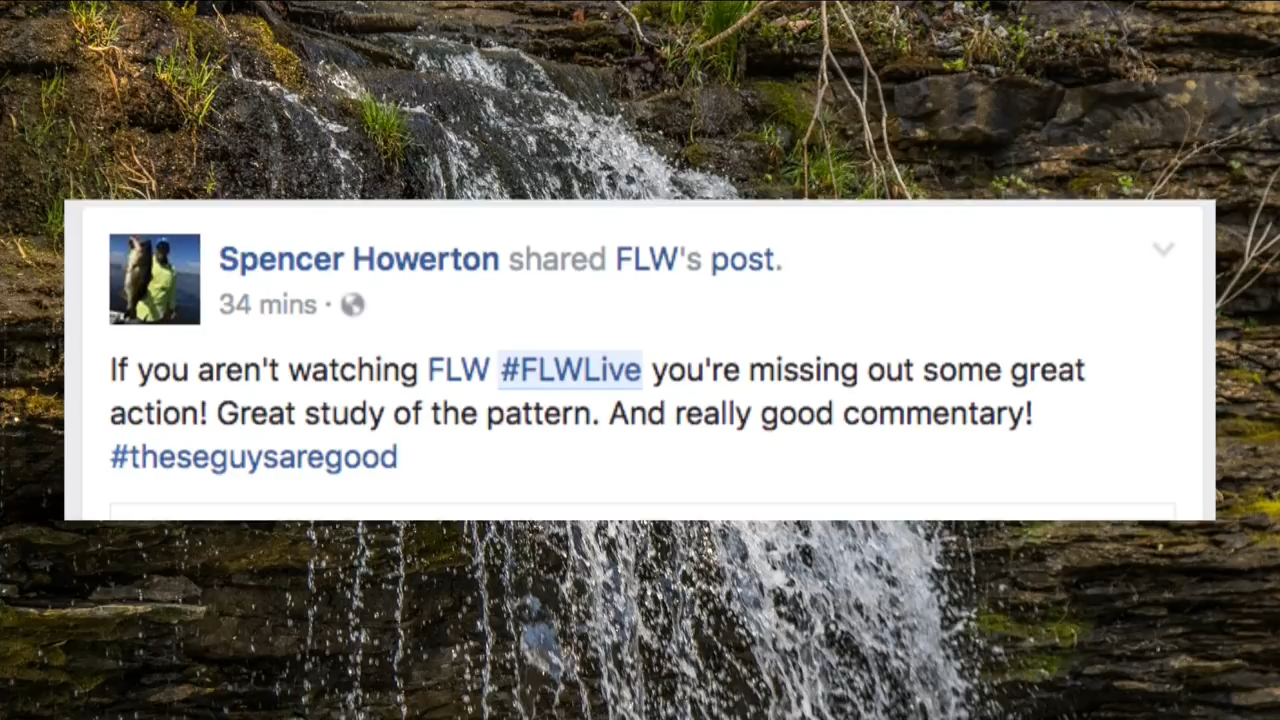 Spencer Howerton shared FLW's post.
34 mins ·
If you aren't watching FLW #FLWLive you're missing out some great
action! Great study of the pattern. And really good commentary!
#theseguysaregood